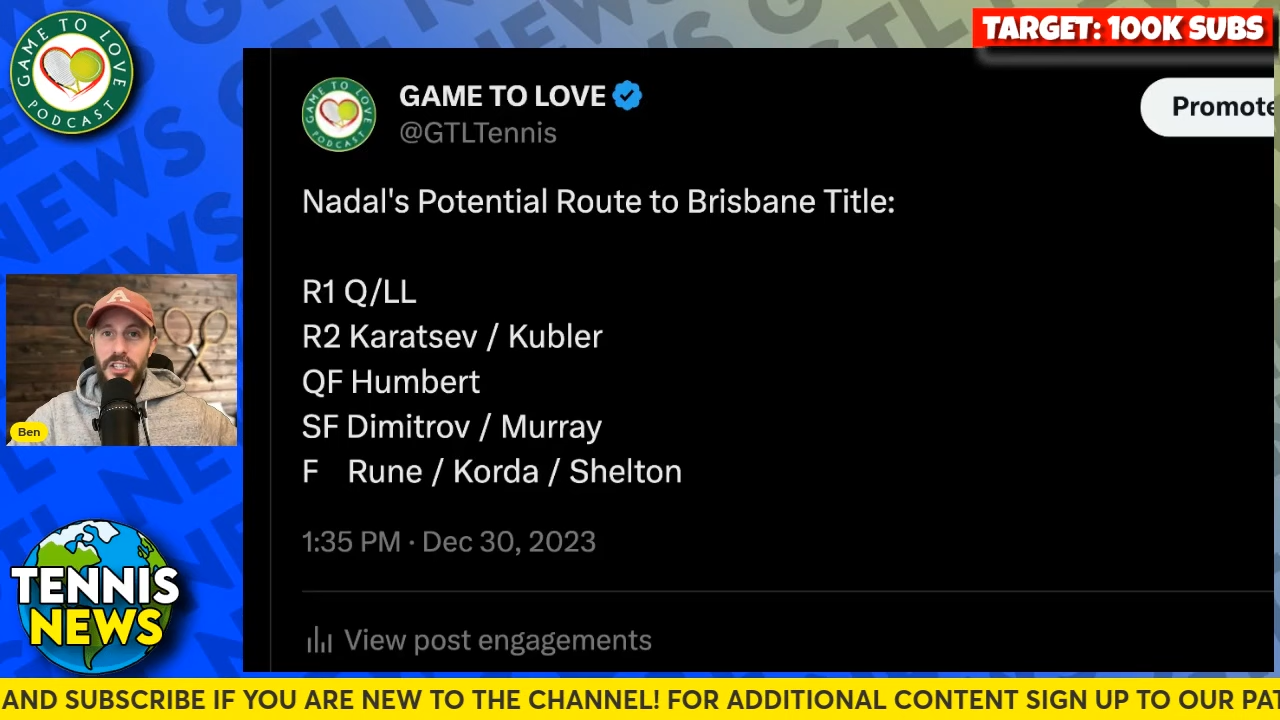 GAME TO LOVE
PODCAST
TARGET: 100K SUBS
GAME TO LOVE
@GTLTennis
Promote
Nadal's Potential Route to Brisbane Title:
R1 Q/LL
R2 Karatsev / Kubler
QF Humbert
SF Dimitrov / Murray
F Rune / Korda / Shelton
1:35 PM · Dec 30, 2023
View post engagements
Ben
TENNIS
NEWS
AND SUBSCRIBE IF YOU ARE NEW TO THE CHANNEL! FOR ADDITIONAL CONTENT SIGN UP TO OUR PAT